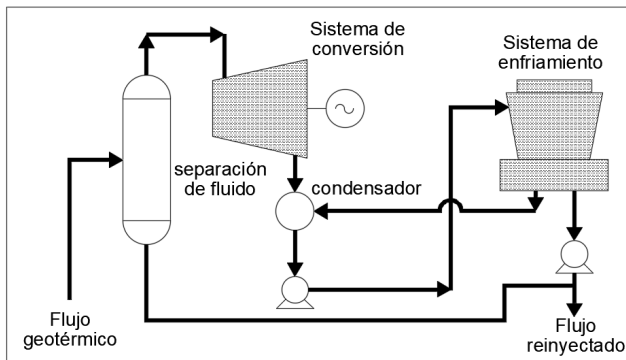 Sistema de
conversión
Sistema de
enfriamiento
separación
de fluido
condensador
Flujo
geotérmico
Flujo
reinyectado